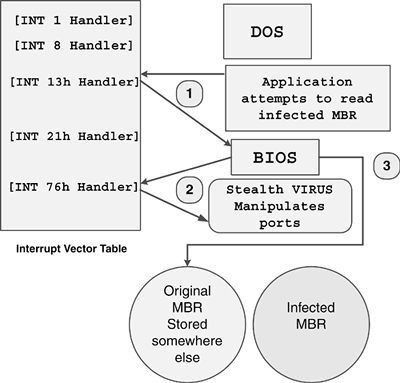 [INT 1 Handler]
[INT 8 Handler]
[INT 13h Handler]
[INT 21h Handler]
[INT 76h Handler]
Interrupt Vector Table
DOS
Application
attempts to read
infected MBR
1
BIOS
3
2
Stealth VIRUS
Manipulates
ports
Original
MBR
Stored
somewhere
else
Infected
MBR